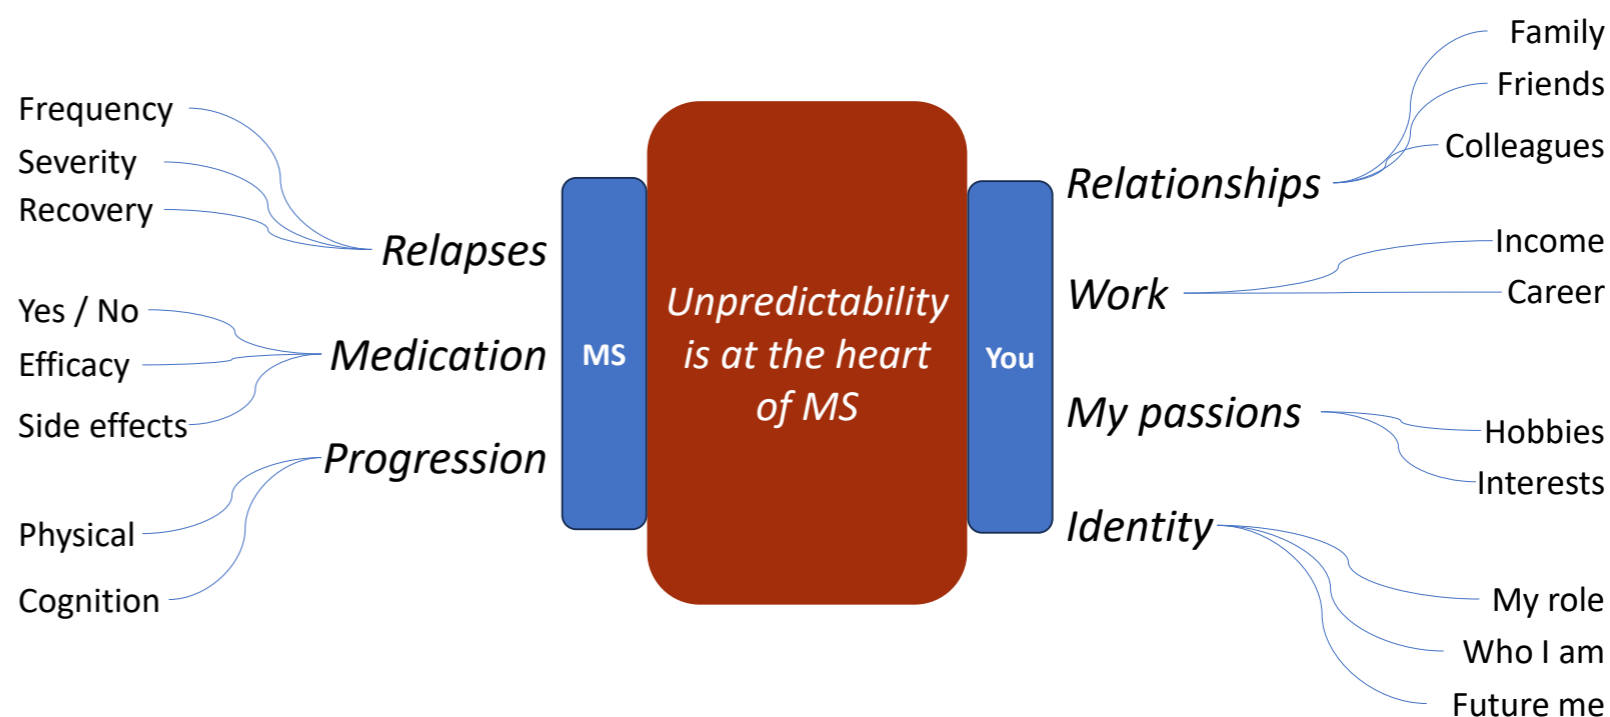 Frequency
Severity
Recovery
Relapses
Yes / No
Efficacy
Side effects
Medication
Physical
Cognition
Progression
MS
Unpredictability
is at the heart
of MS
You
Relationships
Family
Friends
Colleagues
Work
Income
Career
My passions
Hobbies
Interests
Identity
My role
Who I am
Future me